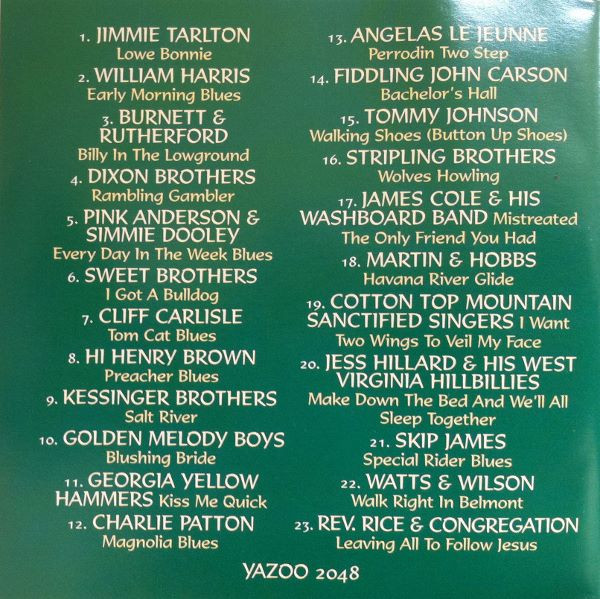 1. JIMMIE TARLTON
Lowe Bonnie
2. WILLIAM HARRIS
Early Morning Blues
3. BURNETT &
RUTHERFORD
Billy In The Lowground
4. DIXON BROTHERS
Rambling Gambler
5. PINK ANDERSON &
SIMMIE DOOLEY
Every Day In The Week Blues
6. SWEET BROTHERS
I Got A Bulldog
7. CLIFF CARLISLE
Tom Cat Blues
8. HI HENRY BROWN
Preacher Blues
9. KESSINGER BROTHERS
Salt River
10. GOLDEN MELODY BOYS
Blushing Bride
11. GEORGIA YELLOW
HAMMERS Kiss Me Quick
12. CHARLIE PATTON
Magnolia Blues
13. ANGELAS LE JEUNNE
Perrodin Two Step
14. FIDDLING JOHN CARSON
Bachelor's Hall
15. TOMMY JOHNSON
Walking Shoes (Button Up Shoes)
16. STRIPLING BROTHERS
Wolves Howling
17. JAMES COLE & HIS
WASHBOARD BAND Mistreated
The Only Friend You Had
18. MARTIN & HOBBS
Havana River Glide
19. COTTON TOP MOUNTAIN
SANCTIFIED SINGERS I Want
Two Wings To Veil My Face
20. JESS HILLARD & HIS WEST
VIRGINIA HILLBILLIES
Make Down The Bed And We'll All
Sleep Together
21. SKIP JAMES
Special Rider Blues
22. WATTS & WILSON
Walk Right In Belmont
23. REV. RICE & CONGREGATION
Leaving All To Follow Jesus
YAZOO 2048